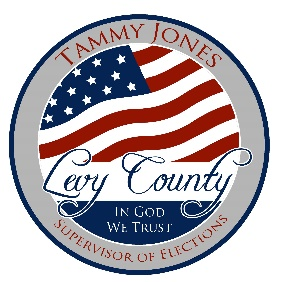 TAMMY JONES
Levy County
IN GOD
WE TRUST
SUPERVISOR OF ELECTIONS